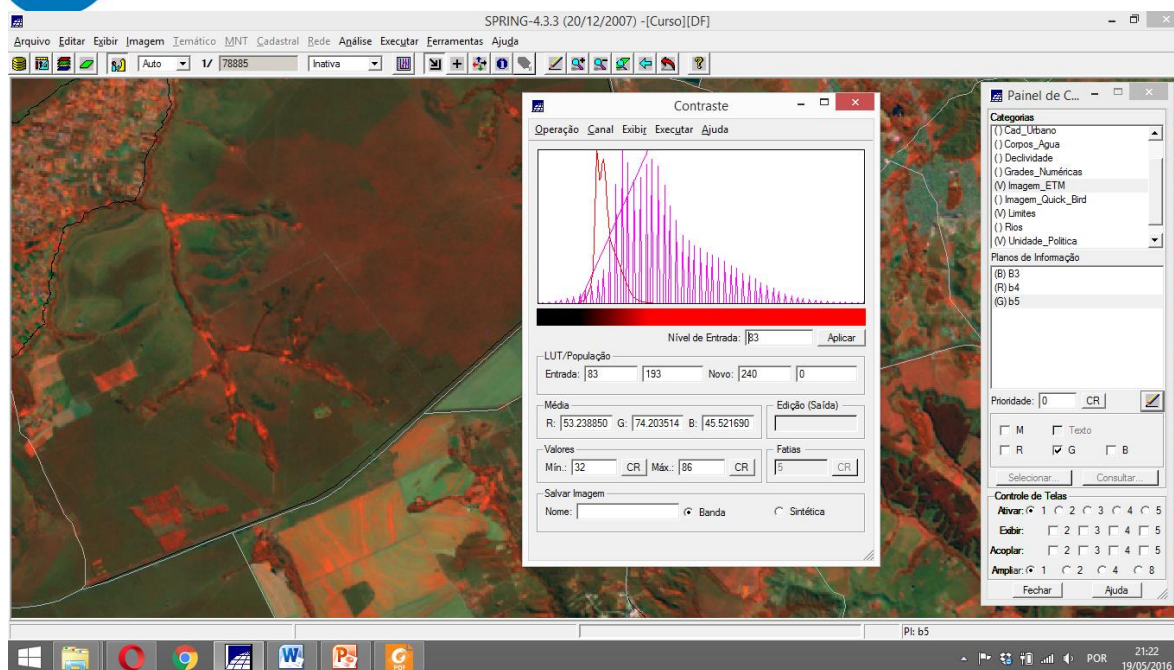 SPRING-4.3.3 (20/12/2007) -[Curso][DF]
Arquivo Editar Exibir Imagem Temático MNT Cadastral Rede Análise Executar Ferramentas Ajuda
Auto 1/ 78885 Inativa
Contraste
Operação Canal Exibir Executar Ajuda
Nível de Entrada: 83 Aplicar
LUT/População
Entrada: 83 193 Novo: 240 0
Média
R: 53.238850 G: 74.203514 B: 45.521690
Edição (Saída)
Valores
Mín.: 32 CR Máx.: 86 CR
Fatias
5 CR
Salvar Imagem
Nome: Banda Sintética
Painel de C...
Categorias
() Cad_Urbano
() Corpos_Agua
() Declividade
() Grades_Numéricas
(V) Imagem_ETM
() Imagem_Quick_Bird
(V) Limites
() Rios
(V) Unidade_Politica
Planos de Informação
(B) B3
(R) b4
(G) b5
Prioridade: 0 CR
M Texto
R G B
Selecionar... Consultar...
Controle de Telas
Ativar: 1 2 3 4 5
Exibir: 2 3 4 5
Acoplar: 2 3 4 5
Ampliar: 1 2 4 8
Fechar Ajuda
PI: b5
POR
21:22
19/05/2016